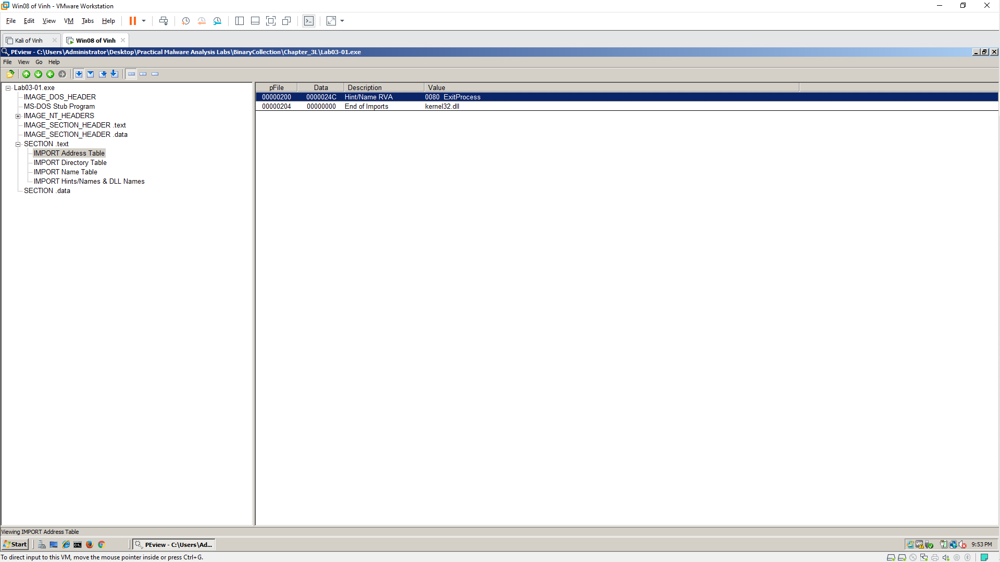 Win08 of Vinh - VMware Workstation
File Edit View VM Tabs Help
Kali of Vinh Win08 of Vinh
PEview - C:\Users\Administrator\Desktop\Practical Malware Analysis Labs\BinaryCollection\Chapter_3L\Lab03-01.exe
File View Go Help
Lab03-01.exe
IMAGE_DOS_HEADER
MS-DOS Stub Program
IMAGE_NT_HEADERS
IMAGE_SECTION_HEADER .text
IMAGE_SECTION_HEADER .data
SECTION .text
IMPORT Address Table
IMPORT Directory Table
IMPORT Name Table
IMPORT Hints/Names & DLL Names
SECTION .data
pFile Data Description Value
00000200 0000024C Hint/Name RVA 0080 ExitProcess
00000204 00000000 End of Imports kernel32.dll
Viewing IMPORT Address Table
Start PEview - C:\Users\Ad... 9:53 PM
To direct input to this VM, move the mouse pointer inside or press Ctrl+G.